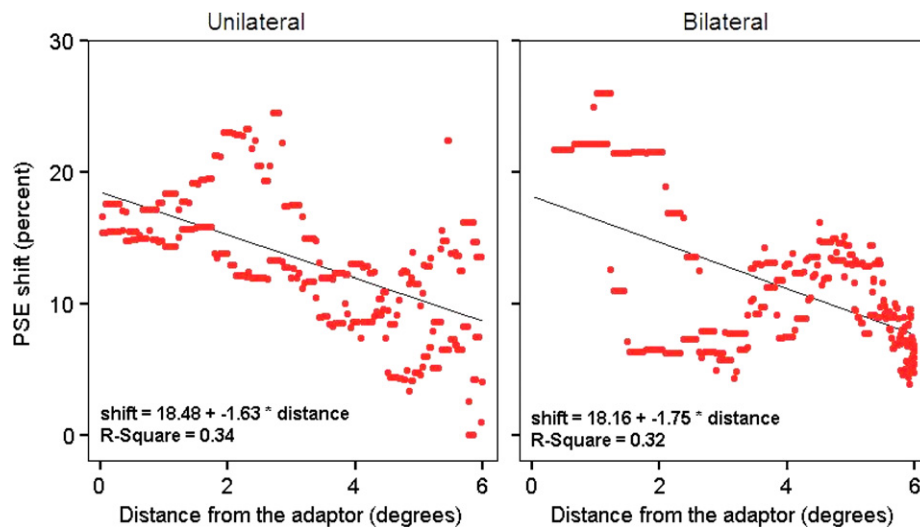 Unilateral
Bilateral
30
20
10
0
PSE shift (percent)
shift = 18.48 + -1.63 * distance
R-Square = 0.34
shift = 18.16 + -1.75 * distance
R-Square = 0.32
0 2 4 6
0 2 4 6
Distance from the adaptor (degrees)
Distance from the adaptor (degrees)